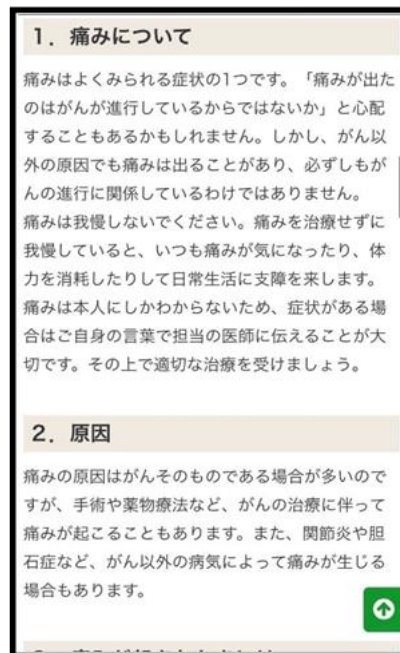 1．痛みについて
痛みはよくみられる症状の1つです。「痛みが出た
のはがんが進行しているからではないか」と心配
することもあるかもしれません。しかし、がん以
外の原因でも痛みは出ることがあり、必ずしもが
んの進行に関係しているわけではありません。
痛みは我慢しないでください。痛みを治療せずに
我慢していると、いつも痛みが気になったり、体
力を消耗したりして日常生活に支障を来します。
痛みは本人にしかわからないため、症状がある場
合はご自身の言葉で担当の医師に伝えることが大
切です。その上で適切な治療を受けましょう。
2．原因
痛みの原因はがんそのものである場合が多いので
すが、手術や薬物療法など、がんの治療に伴って
痛みが起こることもあります。また、関節炎や胆
石症など、がん以外の病気によって痛みが生じる
場合もあります。